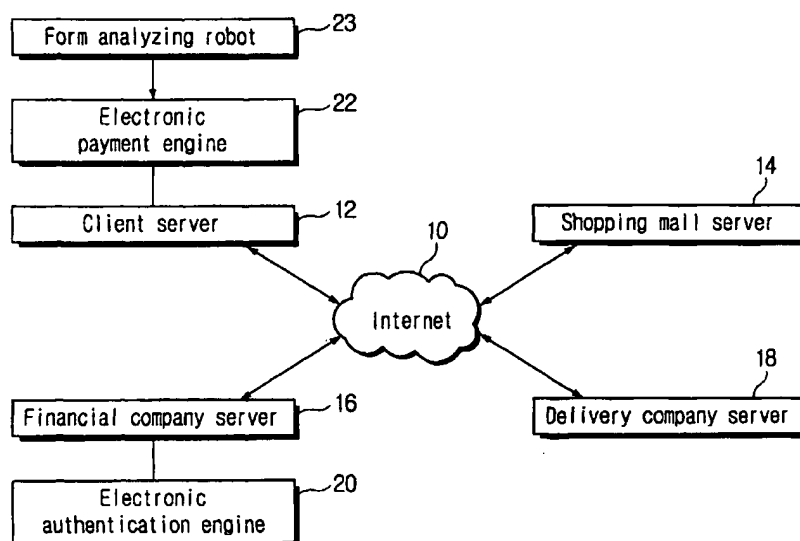 Form analyzing robot
23
Electronic
payment engine
22
Client server
12
14
Shopping mall server
10
Internet
Financial company server
16
18
Delivery company server
Electronic
authentication engine
20